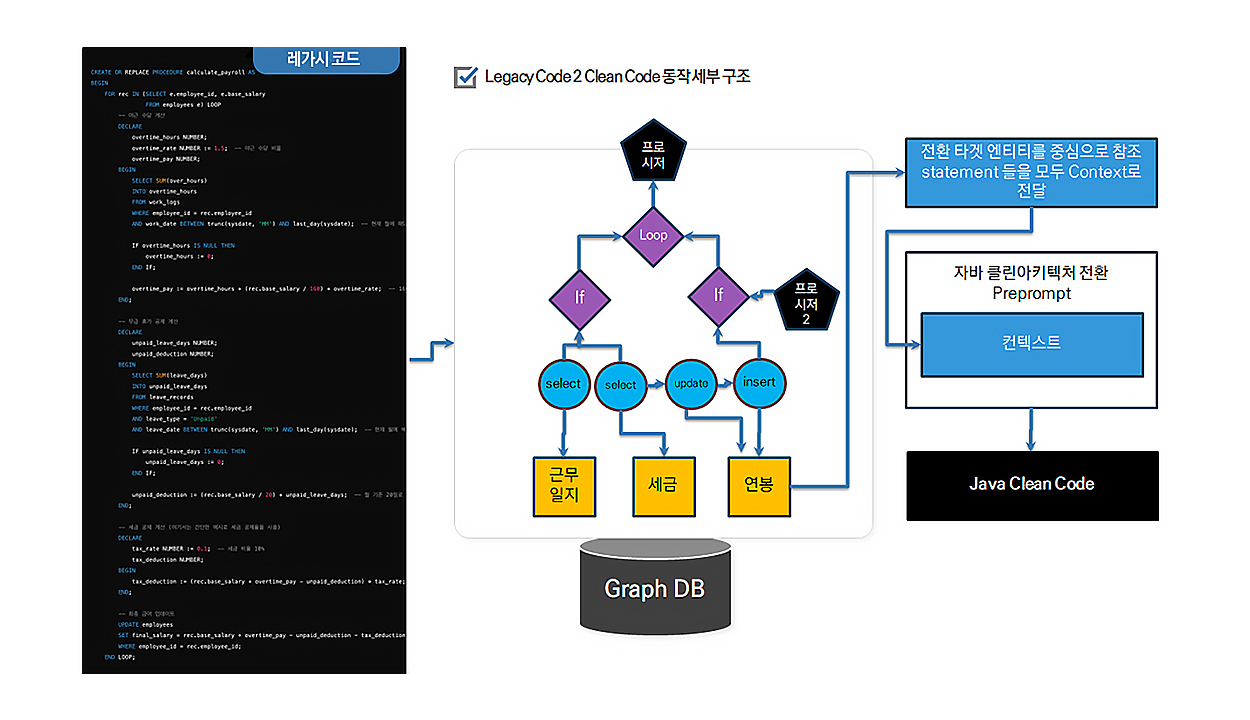 레가시 코드
CREATE OR REPLACE PROCEDURE calculate_payroll AS
BEGIN
FOR rec IN (SELECT e.employee_id, e.base_salary
FROM employees e) LOOP
-- 야근 수당 계산
DECLARE
overtime_hours NUMBER;
overtime_rate NUMBER := 1.5; -- 야근 수당 비율
overtime_pay NUMBER;
BEGIN
SELECT SUM(over_hours)
INTO overtime_hours
FROM work_logs
WHERE employee_id = rec.employee_id
AND work_date BETWEEN trunc(sysdate, 'MM') AND last_day(sysdate); -- 현재 월에
IF overtime_hours IS NULL THEN
overtime_hours := 0;
END IF;
overtime_pay := overtime_hours * (rec.base_salary / 160) * overtime_rate; --
END;
-- 무급 휴가 공제 계산
DECLARE
unpaid_leave_days NUMBER;
unpaid_deduction NUMBER;
BEGIN
SELECT SUM(leave_days)
INTO unpaid_leave_days
FROM leave_records
WHERE employee_id = rec.employee_id
AND leave_type = 'Unpaid'
AND leave_date BETWEEN trunc(sysdate, 'MM') AND last_day(sysdate); -- 현재 월에
IF unpaid_leave_days IS NULL THEN
unpaid_leave_days := 0;
END IF;
unpaid_deduction := (rec.base_salary / 20) * unpaid_leave_days; -- 월 기준 20일로
END;
-- 세금 공제 계산 (여기서는 간단한 예시로 세금 공제율을 사용)
DECLARE
tax_rate NUMBER := 0.1; -- 세금 비율 10%
tax_deduction NUMBER;
BEGIN
tax_deduction := (rec.base_salary + overtime_pay - unpaid_deduction) * tax_rate;
END;
-- 최종 급여 업데이트
UPDATE employees
SET final_salary = rec.base_salary + overtime_pay - unpaid_deduction - tax_deduction
WHERE employee_id = rec.employee_id;
END LOOP;
Legacy Code 2 Clean Code 동작 세부 구조
프로
시저
Loop
If
If
프로
시저
2
select
select
update
insert
근무
일지
세금
연봉
Graph DB
전환 타겟 엔티티를 중심으로 참조
statement 들을 모두 Context로
전달
자바 클린아키텍처 전환
Preprompt
컨텍스트
Java Clean Code